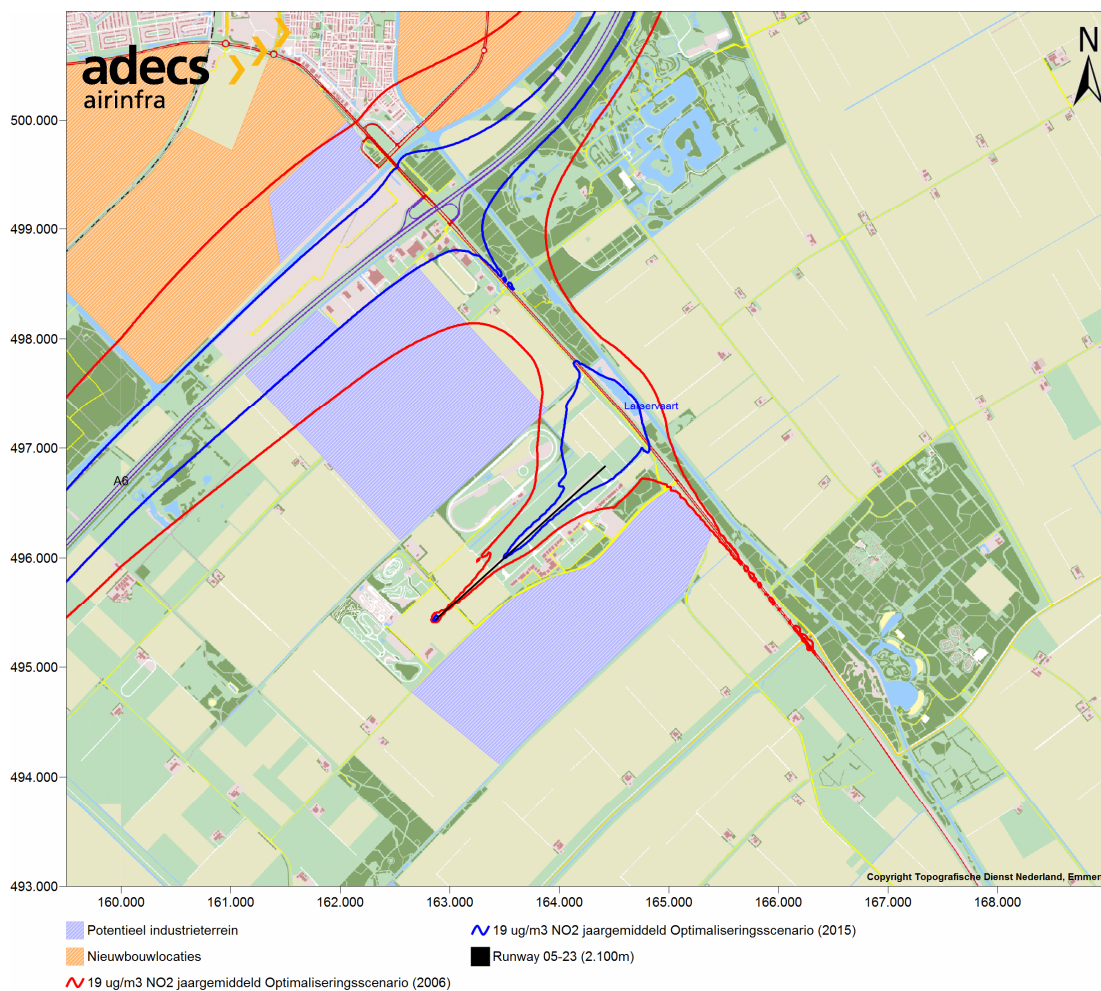 adecs
airinfra
N
500.000
499.000
498.000
497.000
496.000
495.000
494.000
493.000
Larservaart
A6
Copyright Topografische Dienst Nederland, Emmen
160.000 161.000 162.000 163.000 164.000 165.000 166.000 167.000 168.000
Potentieel industrieterrein
Nieuwbouwlocaties
19 ug/m3 NO2 jaargemiddeld Optimaliseringsscenario (2006)
19 ug/m3 NO2 jaargemiddeld Optimaliseringsscenario (2015)
Runway 05-23 (2.100m)